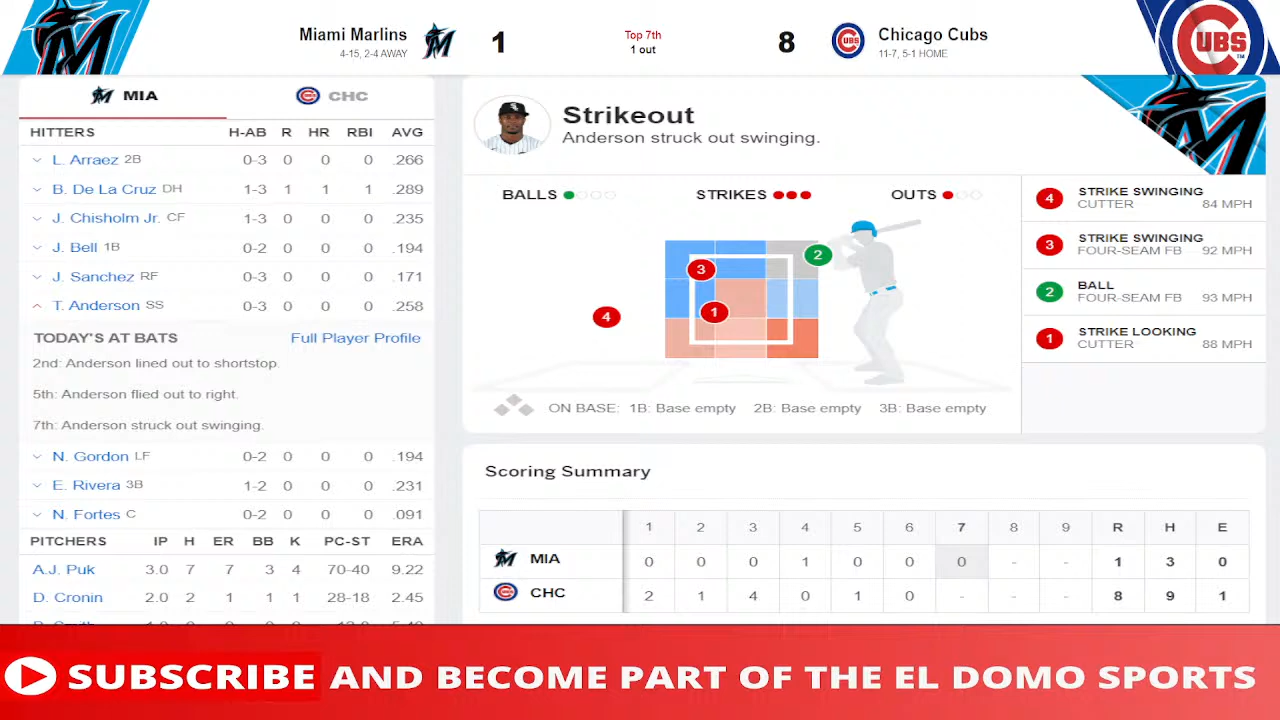 Miami Marlins
4-15, 2-4 AWAY
1
Top 7th
1 out
8
Chicago Cubs
11-7, 5-1 HOME
MIA
CHC
HITTERS H-AB R HR RBI AVG
L. Arraez 2B 0-3 0 0 0 .266
B. De La Cruz DH 1-3 1 1 1 .289
J. Chisholm Jr. CF 1-3 0 0 0 .235
J. Bell 1B 0-2 0 0 0 .194
J. Sanchez RF 0-3 0 0 0 .171
T. Anderson SS 0-3 0 0 0 .258
TODAY'S AT BATS Full Player Profile
2nd: Anderson lined out to shortstop.
5th: Anderson flied out to right.
7th: Anderson struck out swinging.
N. Gordon LF 0-2 0 0 0 .194
E. Rivera 3B 1-2 0 0 0 .231
N. Fortes C 0-2 0 0 0 .091
PITCHERS IP H ER BB K PC-ST ERA
A.J. Puk 3.0 7 7 3 4 70-40 9.22
D. Cronin 2.0 2 1 1 1 28-18 2.45
Strikeout
Anderson struck out swinging.
BALLS STRIKES OUTS
2
3
1
4
ON BASE: 1B: Base empty 2B: Base empty 3B: Base empty
4 STRIKE SWINGING
CUTTER 84 MPH
3 STRIKE SWINGING
FOUR-SEAM FB 92 MPH
2 BALL
FOUR-SEAM FB 93 MPH
1 STRIKE LOOKING
CUTTER 88 MPH
Scoring Summary
1 2 3 4 5 6 7 8 9 R H E
MIA 0 0 0 1 0 0 0 - - 1 3 0
CHC 2 1 4 0 1 0 - - - 8 9 1
SUBSCRIBE AND BECOME PART OF THE EL DOMO SPORTS